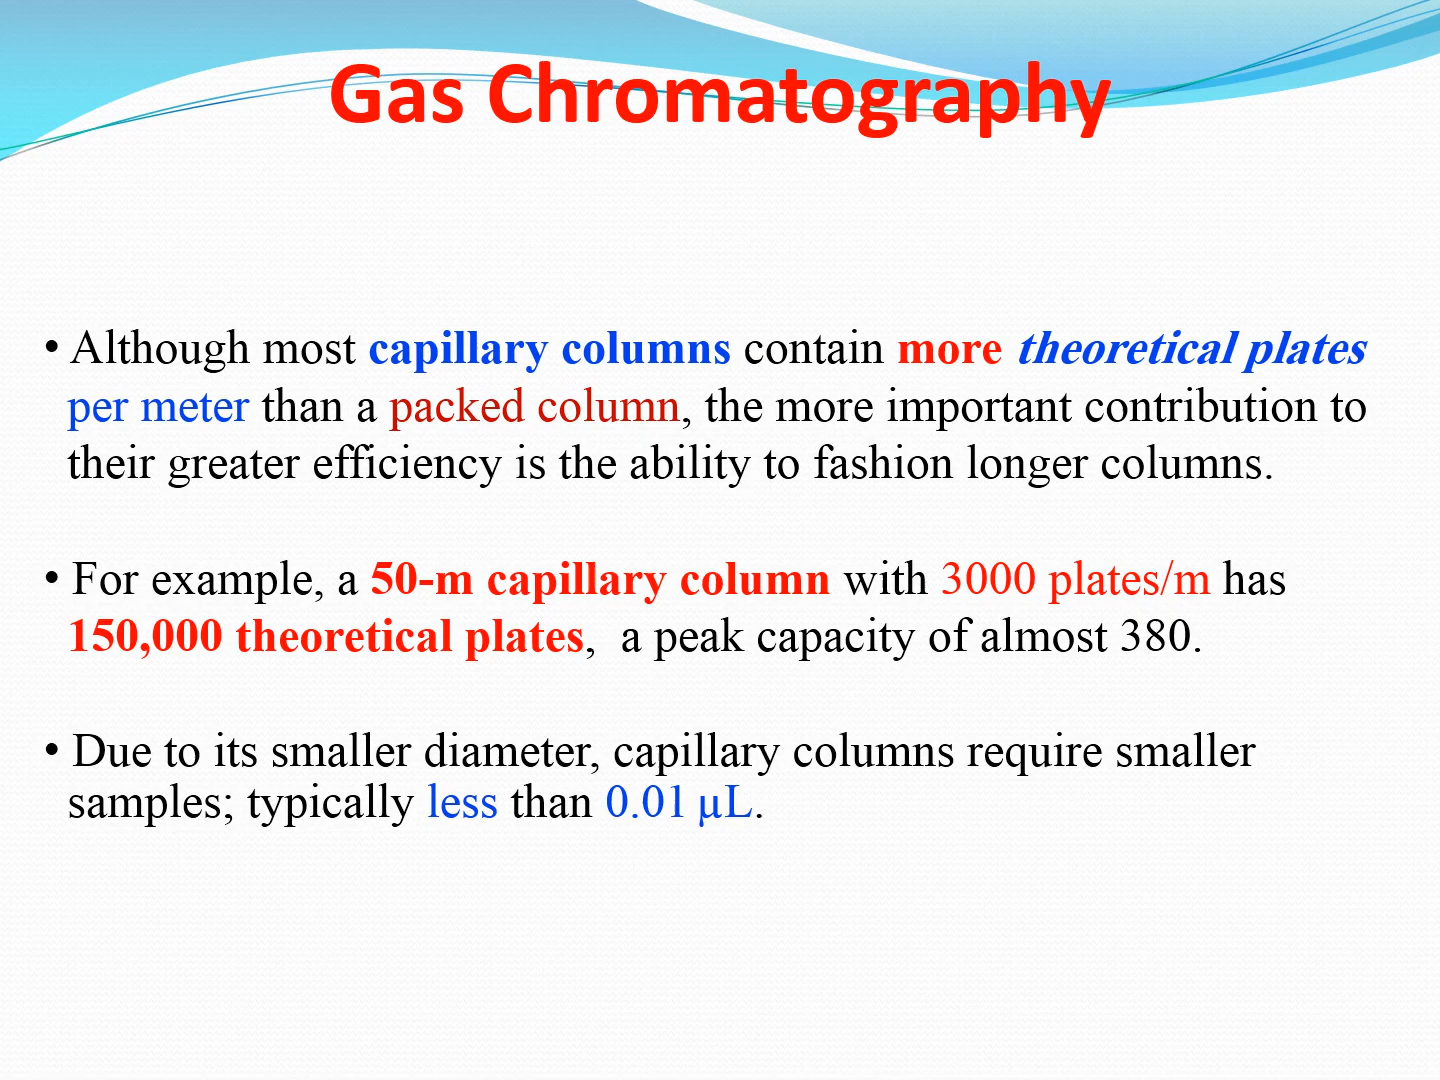 Gas Chromatography
• Although most capillary columns contain more theoretical plates
per meter than a packed column, the more important contribution to
their greater efficiency is the ability to fashion longer columns.
• For example, a 50-m capillary column with 3000 plates/m has
150,000 theoretical plates,  a peak capacity of almost 380.
• Due to its smaller diameter, capillary columns require smaller
samples; typically less than 0.01 µL.